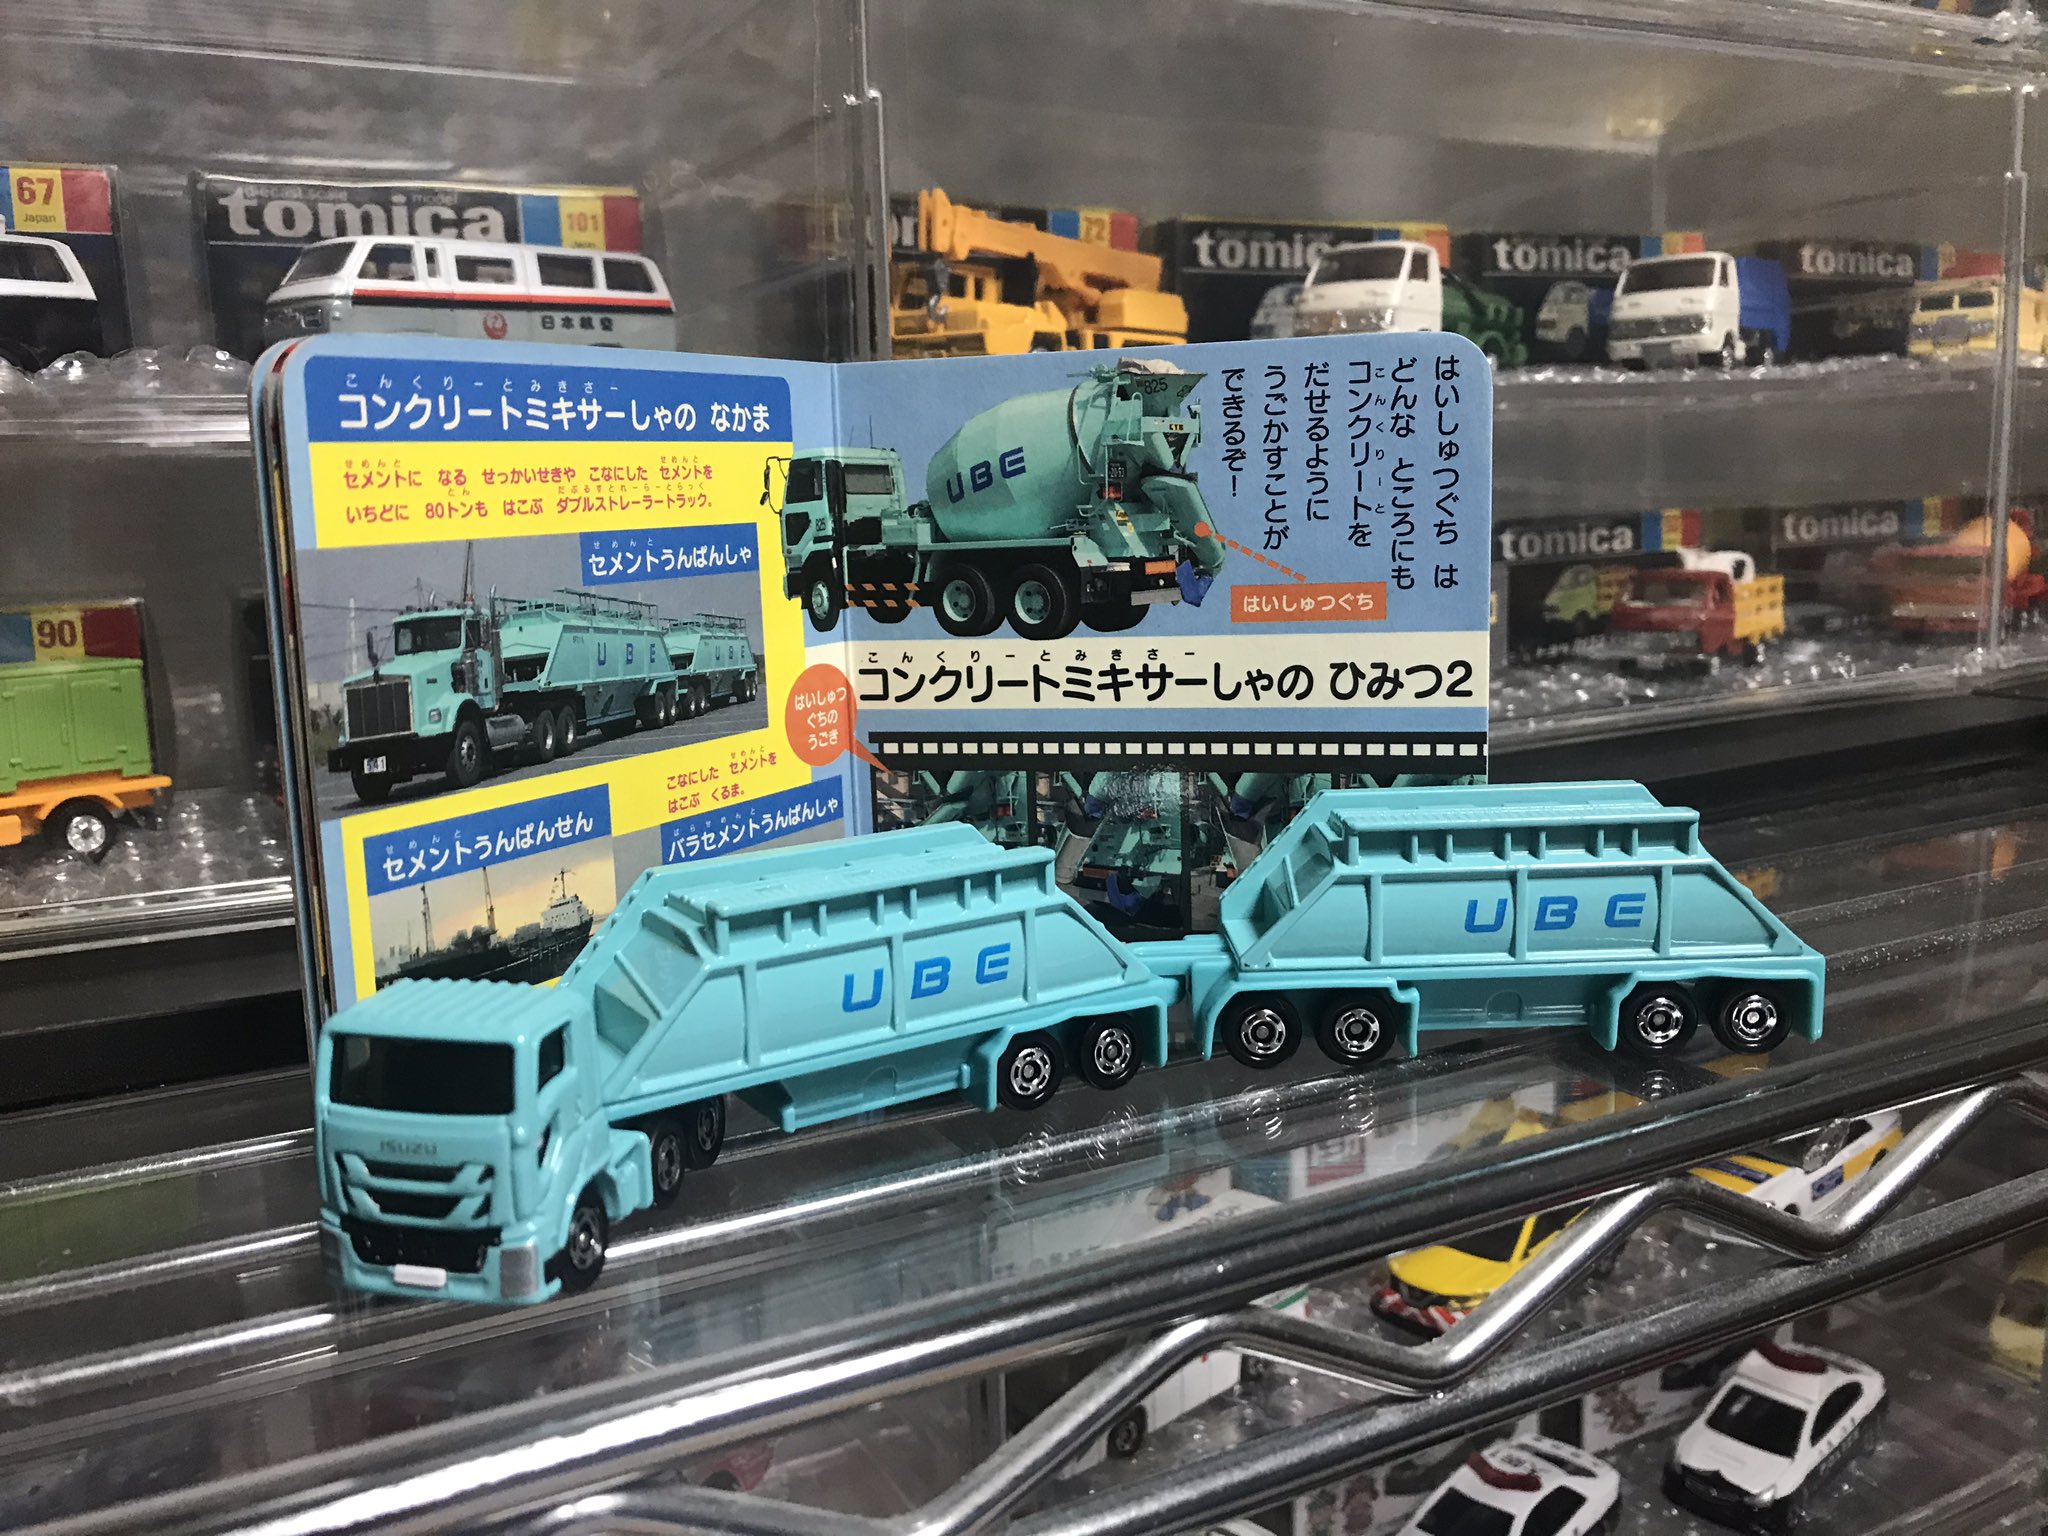 67
Japan
die-cast scale model
tomica
101
Japan
日本航空
72
tomica
tomica
tomica
tomica
tomica
90
こんくりーとみきさー
コンクリートミキサーしゃの なかま
せめんと せめんと
セメントに なる せっかいせきや こなにした セメントを
とん だぶるすとれーらーとらっく
いちどに 80トンも はこぶ ダブルストレーラートラック。
せめんと
セメントうんぱんしゃ
UBE
UBE
せめんと
こなにした セメントを
はこぶ くるま。
せめんと
セメントうんぱんせん
ばらせめんと
バラセメントうんぱんしゃ
はいしゅつぐち は
どんな ところにも
こんくりーと
コンクリートを
だせるように
うごかすことが
できるぞ！
825
UBE
825
はいしゅつぐち
こんくりーとみきさー
コンクリートミキサーしゃの ひみつ2
はいしゅつ
ぐちの
うごき
UBE
UBE
ISUZU